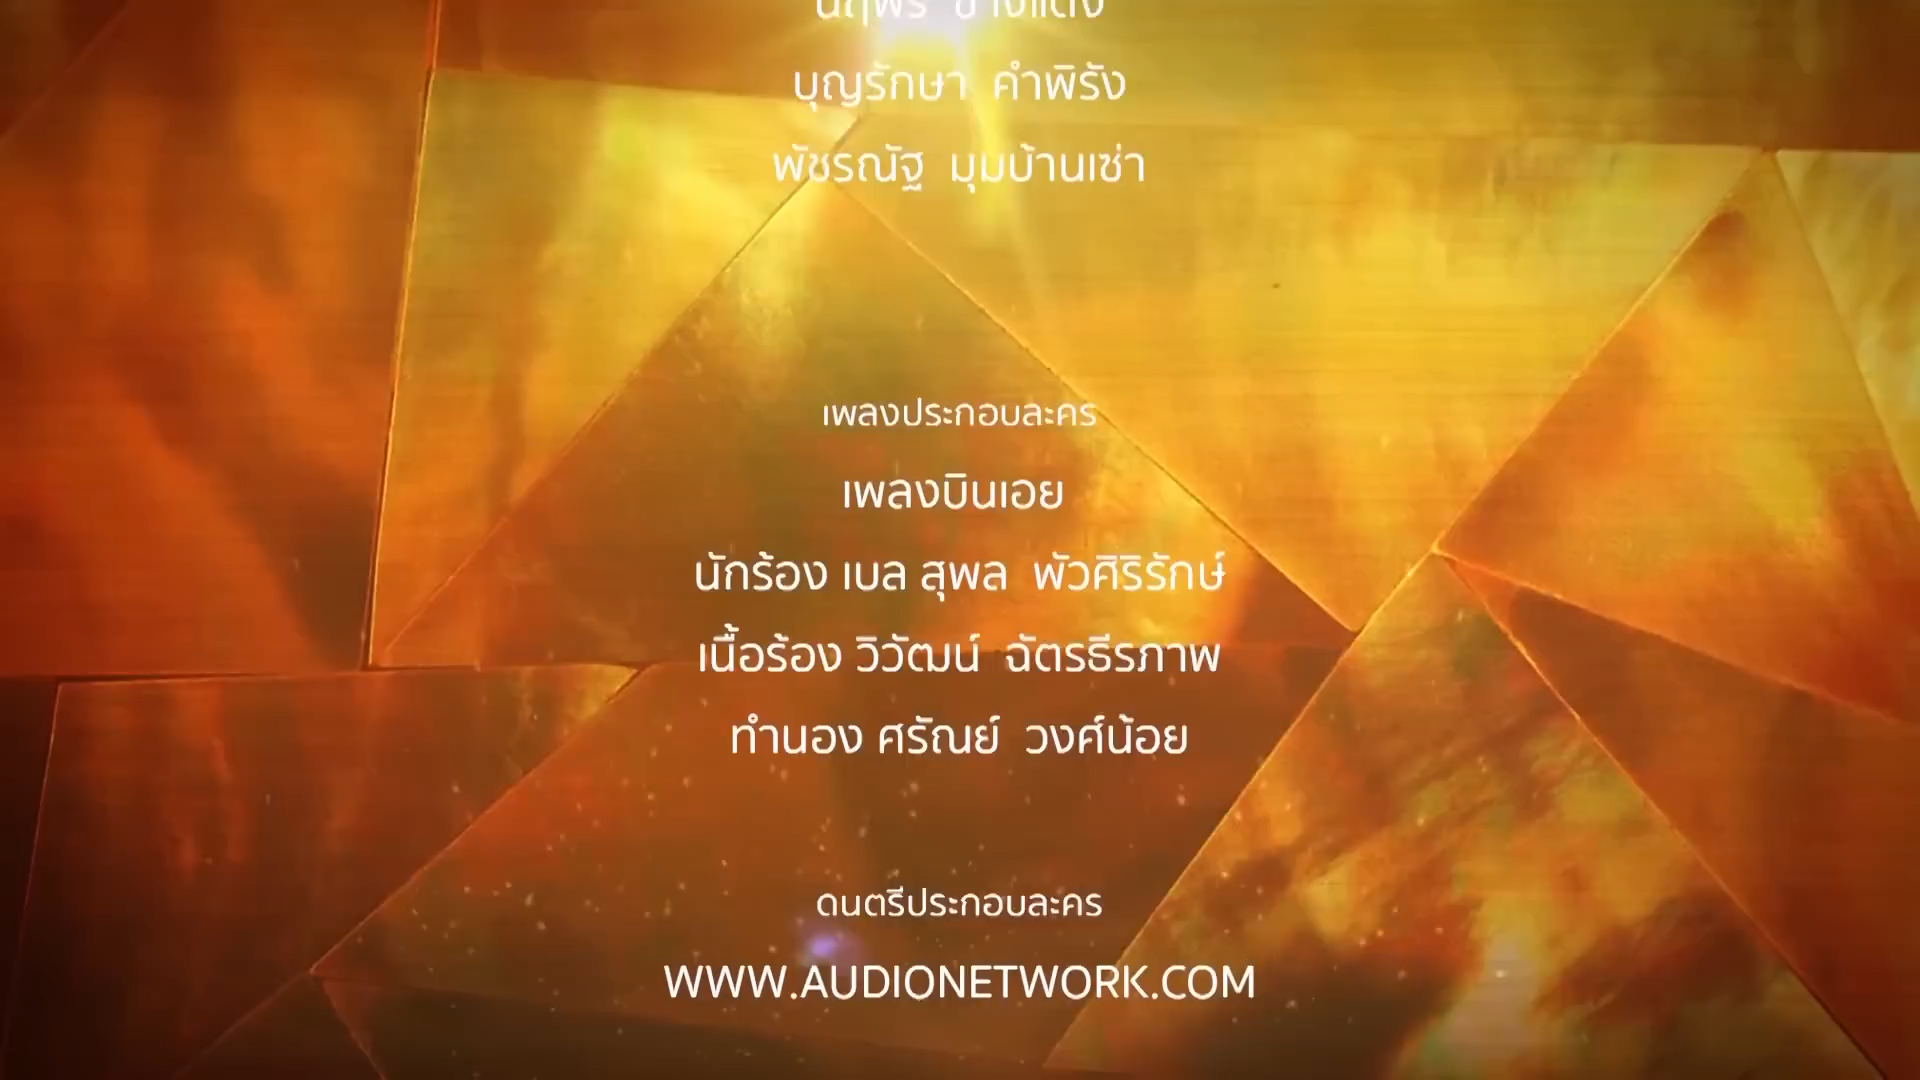 บุญรักษา คำพิรัง
พัชรณัฐ มุมบ้านเซ่า
เพลงประกอบละคร
เพลงบินเอย
นักร้อง เบล สุพล พัวศิริรักษ์
เนื้อร้อง วิวัฒน์ ฉัตรธีรภาพ
ทำนอง ศรัณย์ วงศ์น้อย
ดนตรีประกอบละคร
WWW.AUDIONETWORK.COM